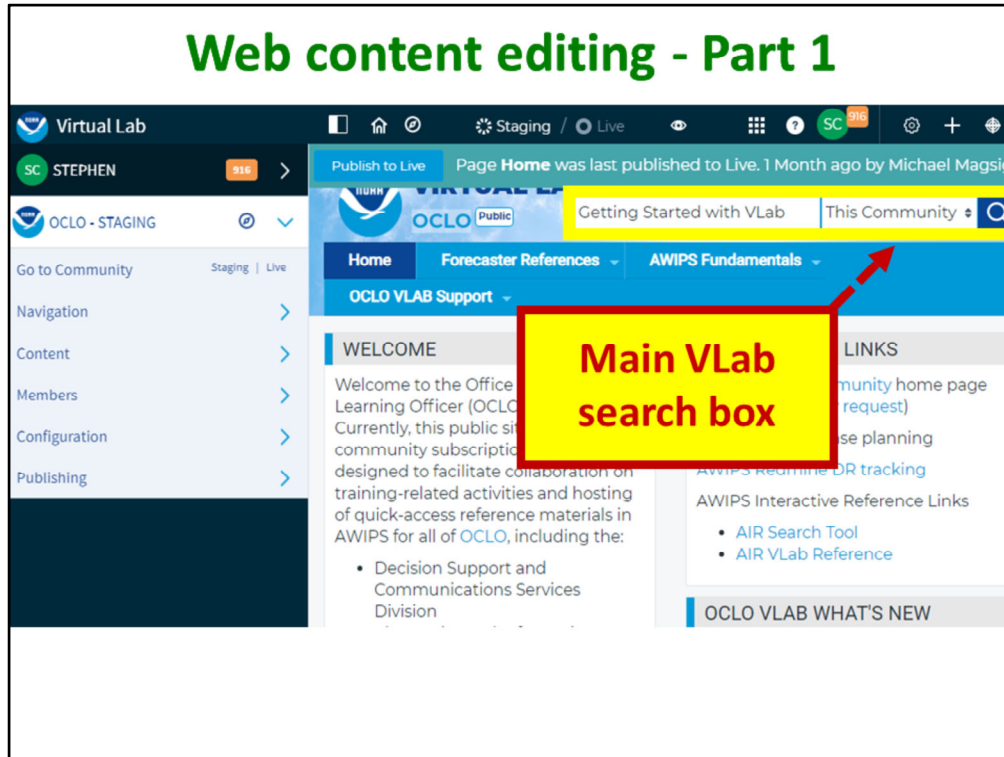 Web content editing - Part 1
Virtual Lab
Staging / Live
SC 916
SC STEPHEN 916
Publish to Live Page Home was last published to Live. 1 Month ago by Michael
OCLO - STAGING
OCLO Public
Getting Started with VLab This Community
Go to Community Staging | Live
Navigation
Content
Members
Configuration
Publishing
Home Forecaster References AWIPS Fundamentals
OCLO VLAB Support
Main VLab
search box
WELCOME
Welcome to the Office
Learning Officer (OCLO
Currently, this public
community
designed to facilitate collaboration on
training-related activities and hosting
of quick-access reference materials in
AWIPS for all of OCLO, including the:
• Decision Support and
Communications Services
Division
LINKS
home page
request)
planning
AWIPS Redmine DR tracking
AWIPS Interactive Reference Links
• AIR Search Tool
• AIR VLab Reference
OCLO VLAB WHAT'S NEW